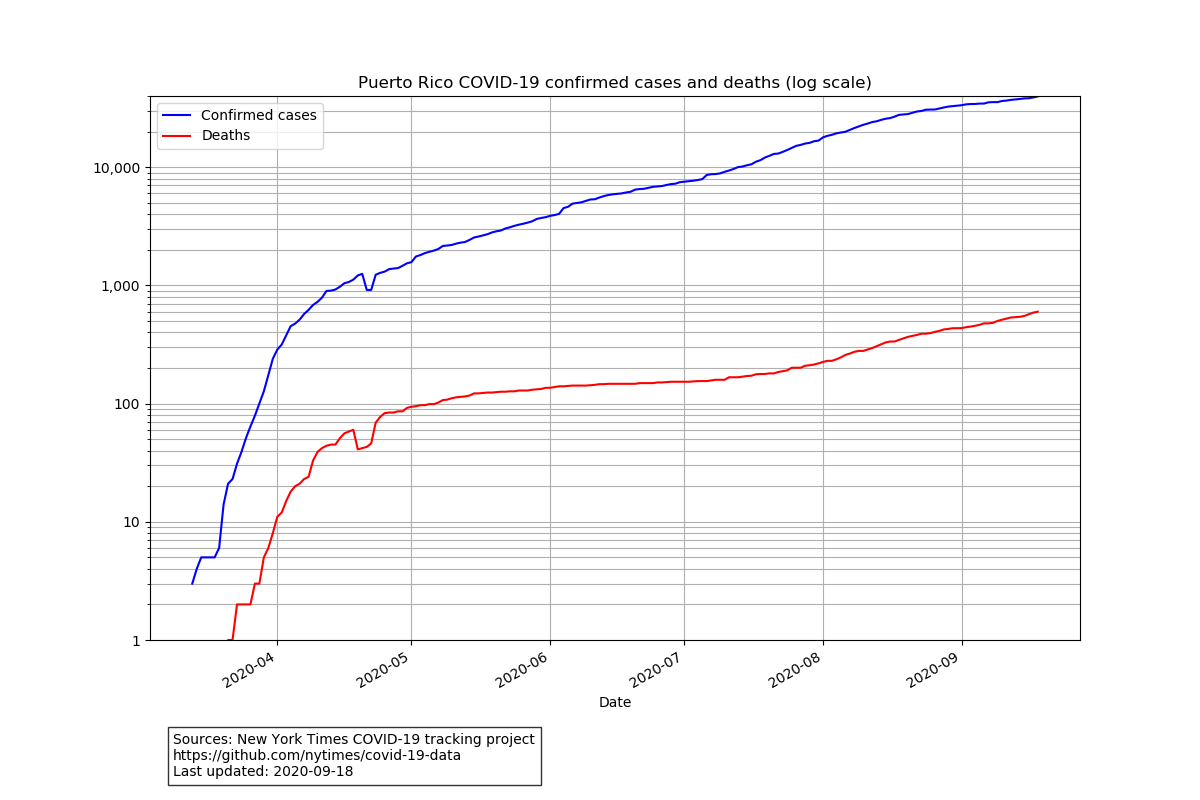 Puerto Rico COVID-19 confirmed cases and deaths (log scale)
Confirmed cases
Deaths
10,000
1,000
100
10
1
2020-04
2020-05
2020-06
2020-07
2020-08
2020-09
Date
Sources: New York Times COVID-19 tracking project
https://github.com/nytimes/covid-19-data
Last updated: 2020-09-18